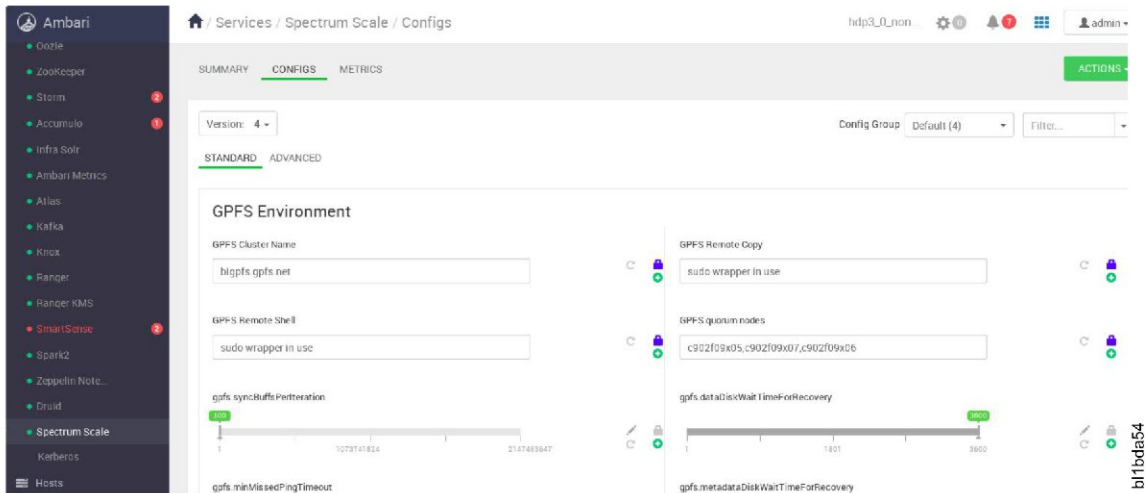 Ambari
/ Services / Spectrum Scale / Configs
hdp3_0_non...
0
7
admin
Oozie
ZooKeeper
Storm 2
Accumulo 1
Infra Solr
Ambari Metrics
Atlas
Kafka
Knox
Ranger
Ranger KMS
SmartSense 2
Spark2
Zeppelin Note...
Druid
Spectrum Scale
Kerberos
Hosts
SUMMARY CONFIGS METRICS
ACTIONS
Version: 4
Config Group Default (4) Filter...
STANDARD ADVANCED
GPFS Environment
GPFS Cluster Name
bigpfs.gpfs.net
GPFS Remote Copy
sudo wrapper in use
GPFS Remote Shell
sudo wrapper in use
GPFS quorum nodes
c902f09x05,c902f09x07,c902f09x06
gpfs.syncBuffsPerIteration
100
1 1073741824 2147483647
gpfs.dataDiskWaitTimeForRecovery
3600
1 1801 3600
gpfs.minMissedPingTimeout
gpfs.metadataDiskWaitTimeForRecovery
bl1bda54